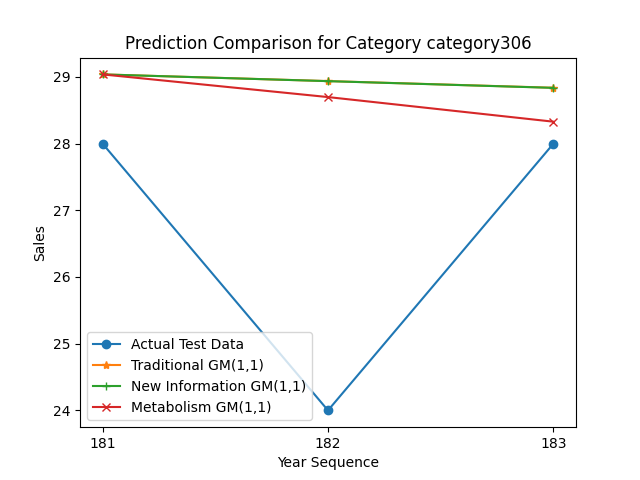 Prediction Comparison for Category category306
29
28
27
26
25
24
Sales
Actual Test Data
Traditional GM(1,1)
New Information GM(1,1)
Metabolism GM(1,1)
181
182
183
Year Sequence